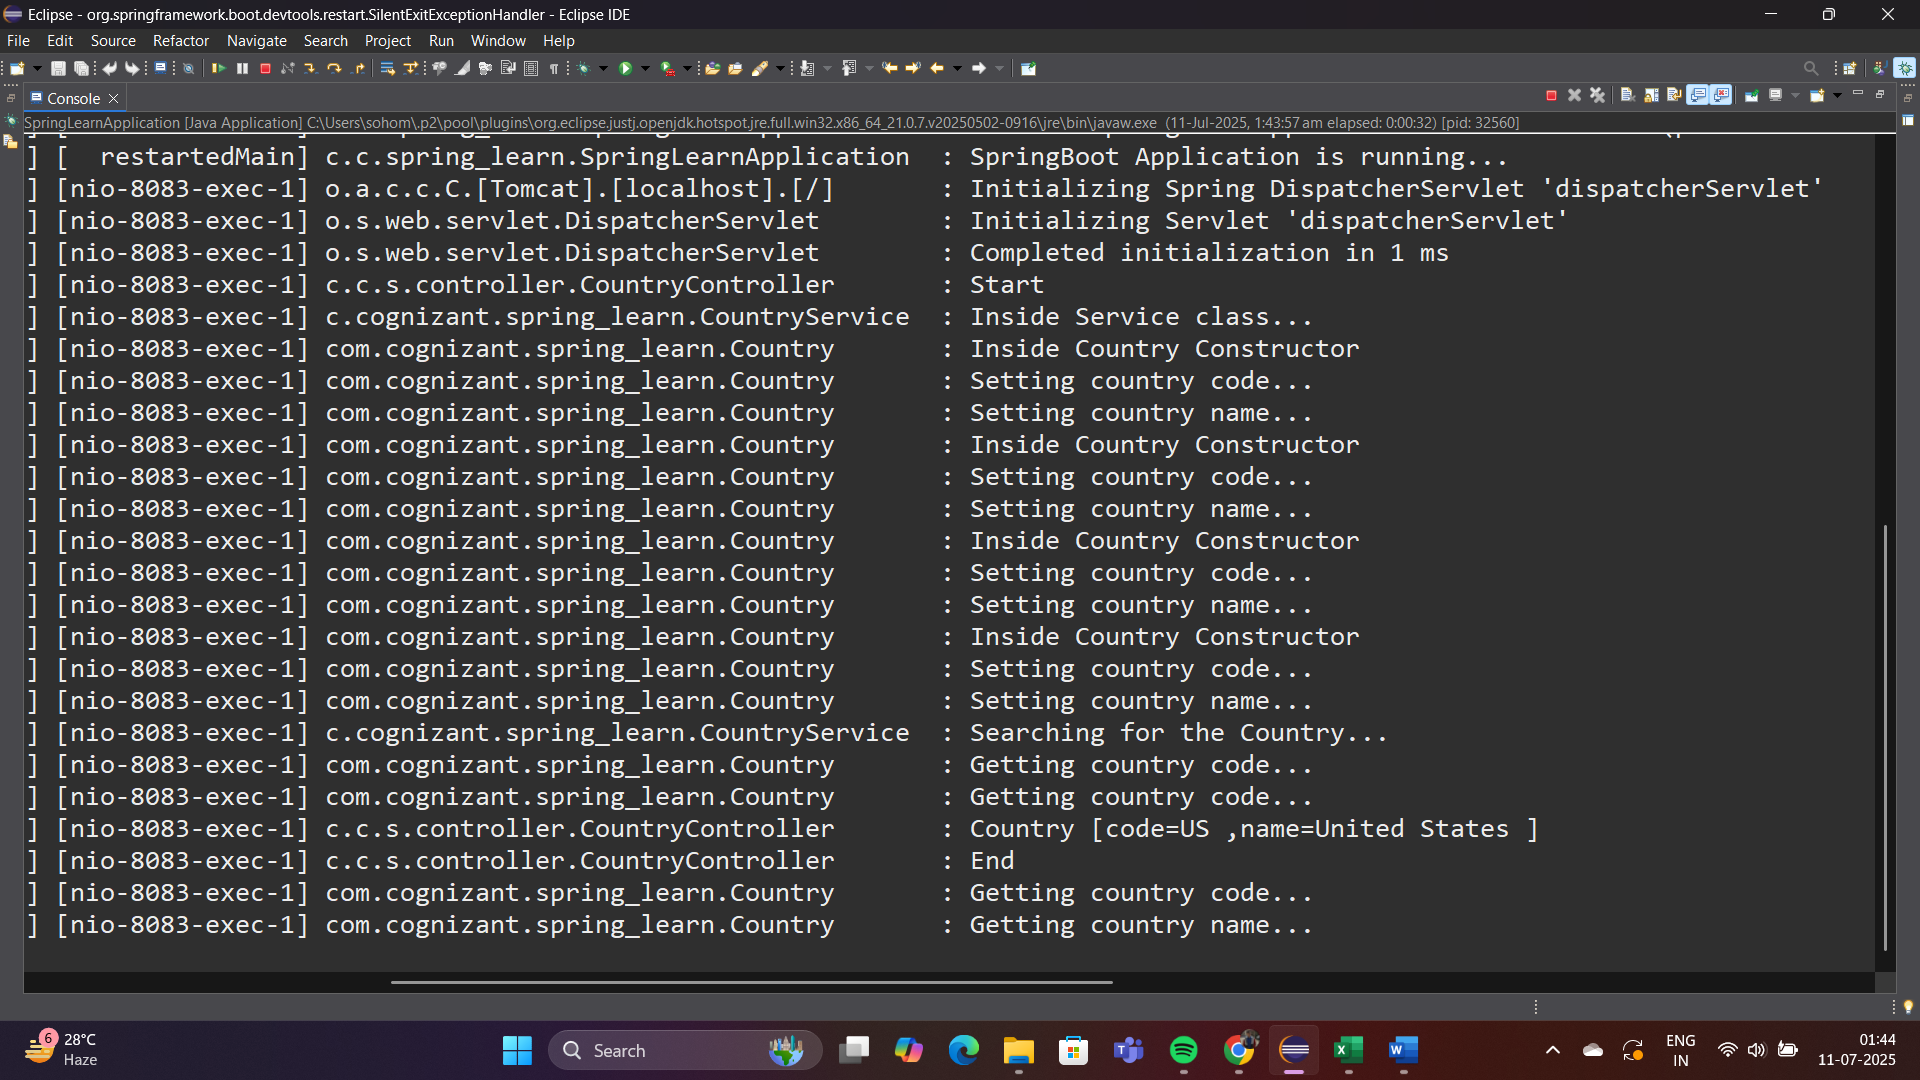 Eclipse - org.springframework.boot.devtools.restart.SilentExitExceptionHandler - Eclipse IDE
File Edit Source Refactor Navigate Search Project Run Window Help
Console
SpringLearnApplication [Java Application] C:\Users\sohom\.p2\pool\plugins\org.eclipse.justj.openjdk.hotspot.jre.full.win32.x86_64_21.0.7.v20250502-0916\jre\bin\javaw.exe (11-Jul-2025, 1:43:57 am elapsed: 0:00:32) [pid: 32560]
] [  restartedMain] c.c.spring_learn.SpringLearnApplication  : SpringBoot Application is running...
] [nio-8083-exec-1] o.a.c.c.C.[Tomcat].[localhost].[/]       : Initializing Spring DispatcherServlet 'dispatcherServlet'
] [nio-8083-exec-1] o.s.web.servlet.DispatcherServlet        : Initializing Servlet 'dispatcherServlet'
] [nio-8083-exec-1] o.s.web.servlet.DispatcherServlet        : Completed initialization in 1 ms
] [nio-8083-exec-1] c.c.s.controller.CountryController       : Start
] [nio-8083-exec-1] c.cognizant.spring_learn.CountryService  : Inside Service class...
] [nio-8083-exec-1] com.cognizant.spring_learn.Country       : Inside Country Constructor
] [nio-8083-exec-1] com.cognizant.spring_learn.Country       : Setting country code...
] [nio-8083-exec-1] com.cognizant.spring_learn.Country       : Setting country name...
] [nio-8083-exec-1] com.cognizant.spring_learn.Country       : Inside Country Constructor
] [nio-8083-exec-1] com.cognizant.spring_learn.Country       : Setting country code...
] [nio-8083-exec-1] com.cognizant.spring_learn.Country       : Setting country name...
] [nio-8083-exec-1] com.cognizant.spring_learn.Country       : Inside Country Constructor
] [nio-8083-exec-1] com.cognizant.spring_learn.Country       : Setting country code...
] [nio-8083-exec-1] com.cognizant.spring_learn.Country       : Setting country name...
] [nio-8083-exec-1] com.cognizant.spring_learn.Country       : Inside Country Constructor
] [nio-8083-exec-1] com.cognizant.spring_learn.Country       : Setting country code...
] [nio-8083-exec-1] com.cognizant.spring_learn.Country       : Setting country name...
] [nio-8083-exec-1] c.cognizant.spring_learn.CountryService  : Searching for the Country...
] [nio-8083-exec-1] com.cognizant.spring_learn.Country       : Getting country code...
] [nio-8083-exec-1] com.cognizant.spring_learn.Country       : Getting country code...
] [nio-8083-exec-1] c.c.s.controller.CountryController       : Country [code=US ,name=United States ]
] [nio-8083-exec-1] c.c.s.controller.CountryController       : End
] [nio-8083-exec-1] com.cognizant.spring_learn.Country       : Getting country code...
] [nio-8083-exec-1] com.cognizant.spring_learn.Country       : Getting country name...
6
28°C
Haze
Search
ENG
IN
01:44
11-07-2025